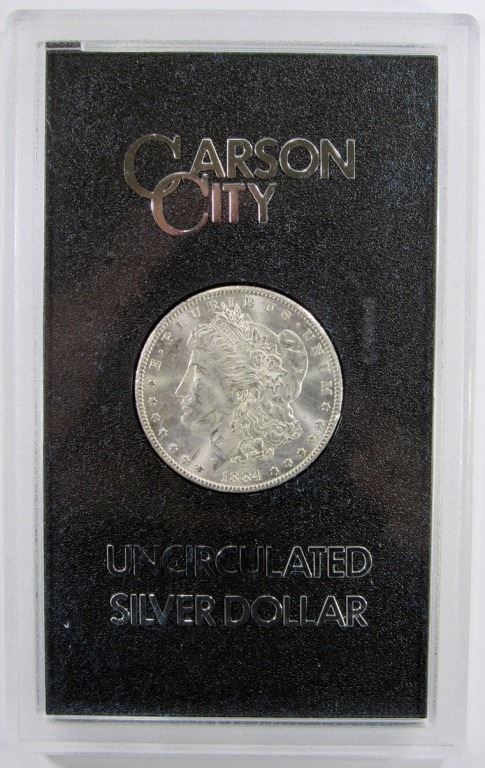 CARSON
CITY
E · PLURIBUS · UNUM
1884
UNCIRCULATED
SILVER DOLLAR